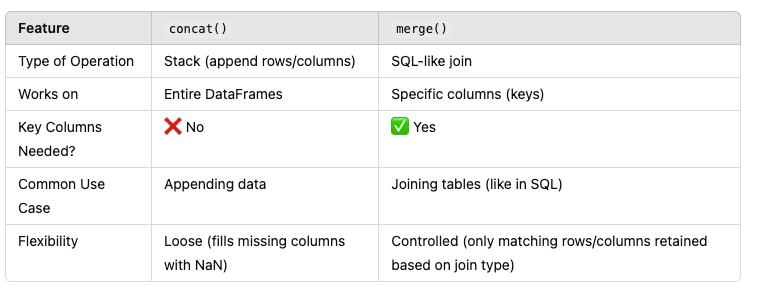 Feature concat() merge()
Type of Operation Stack (append rows/columns) SQL-like join
Works on Entire DataFrames Specific columns (keys)
Key Columns ❌ No ✅ Yes
Needed?
Common Use Appending data Joining tables (like in SQL)
Case
Flexibility Loose (fills missing columns Controlled (only matching rows/columns retained
with NaN) based on join type)